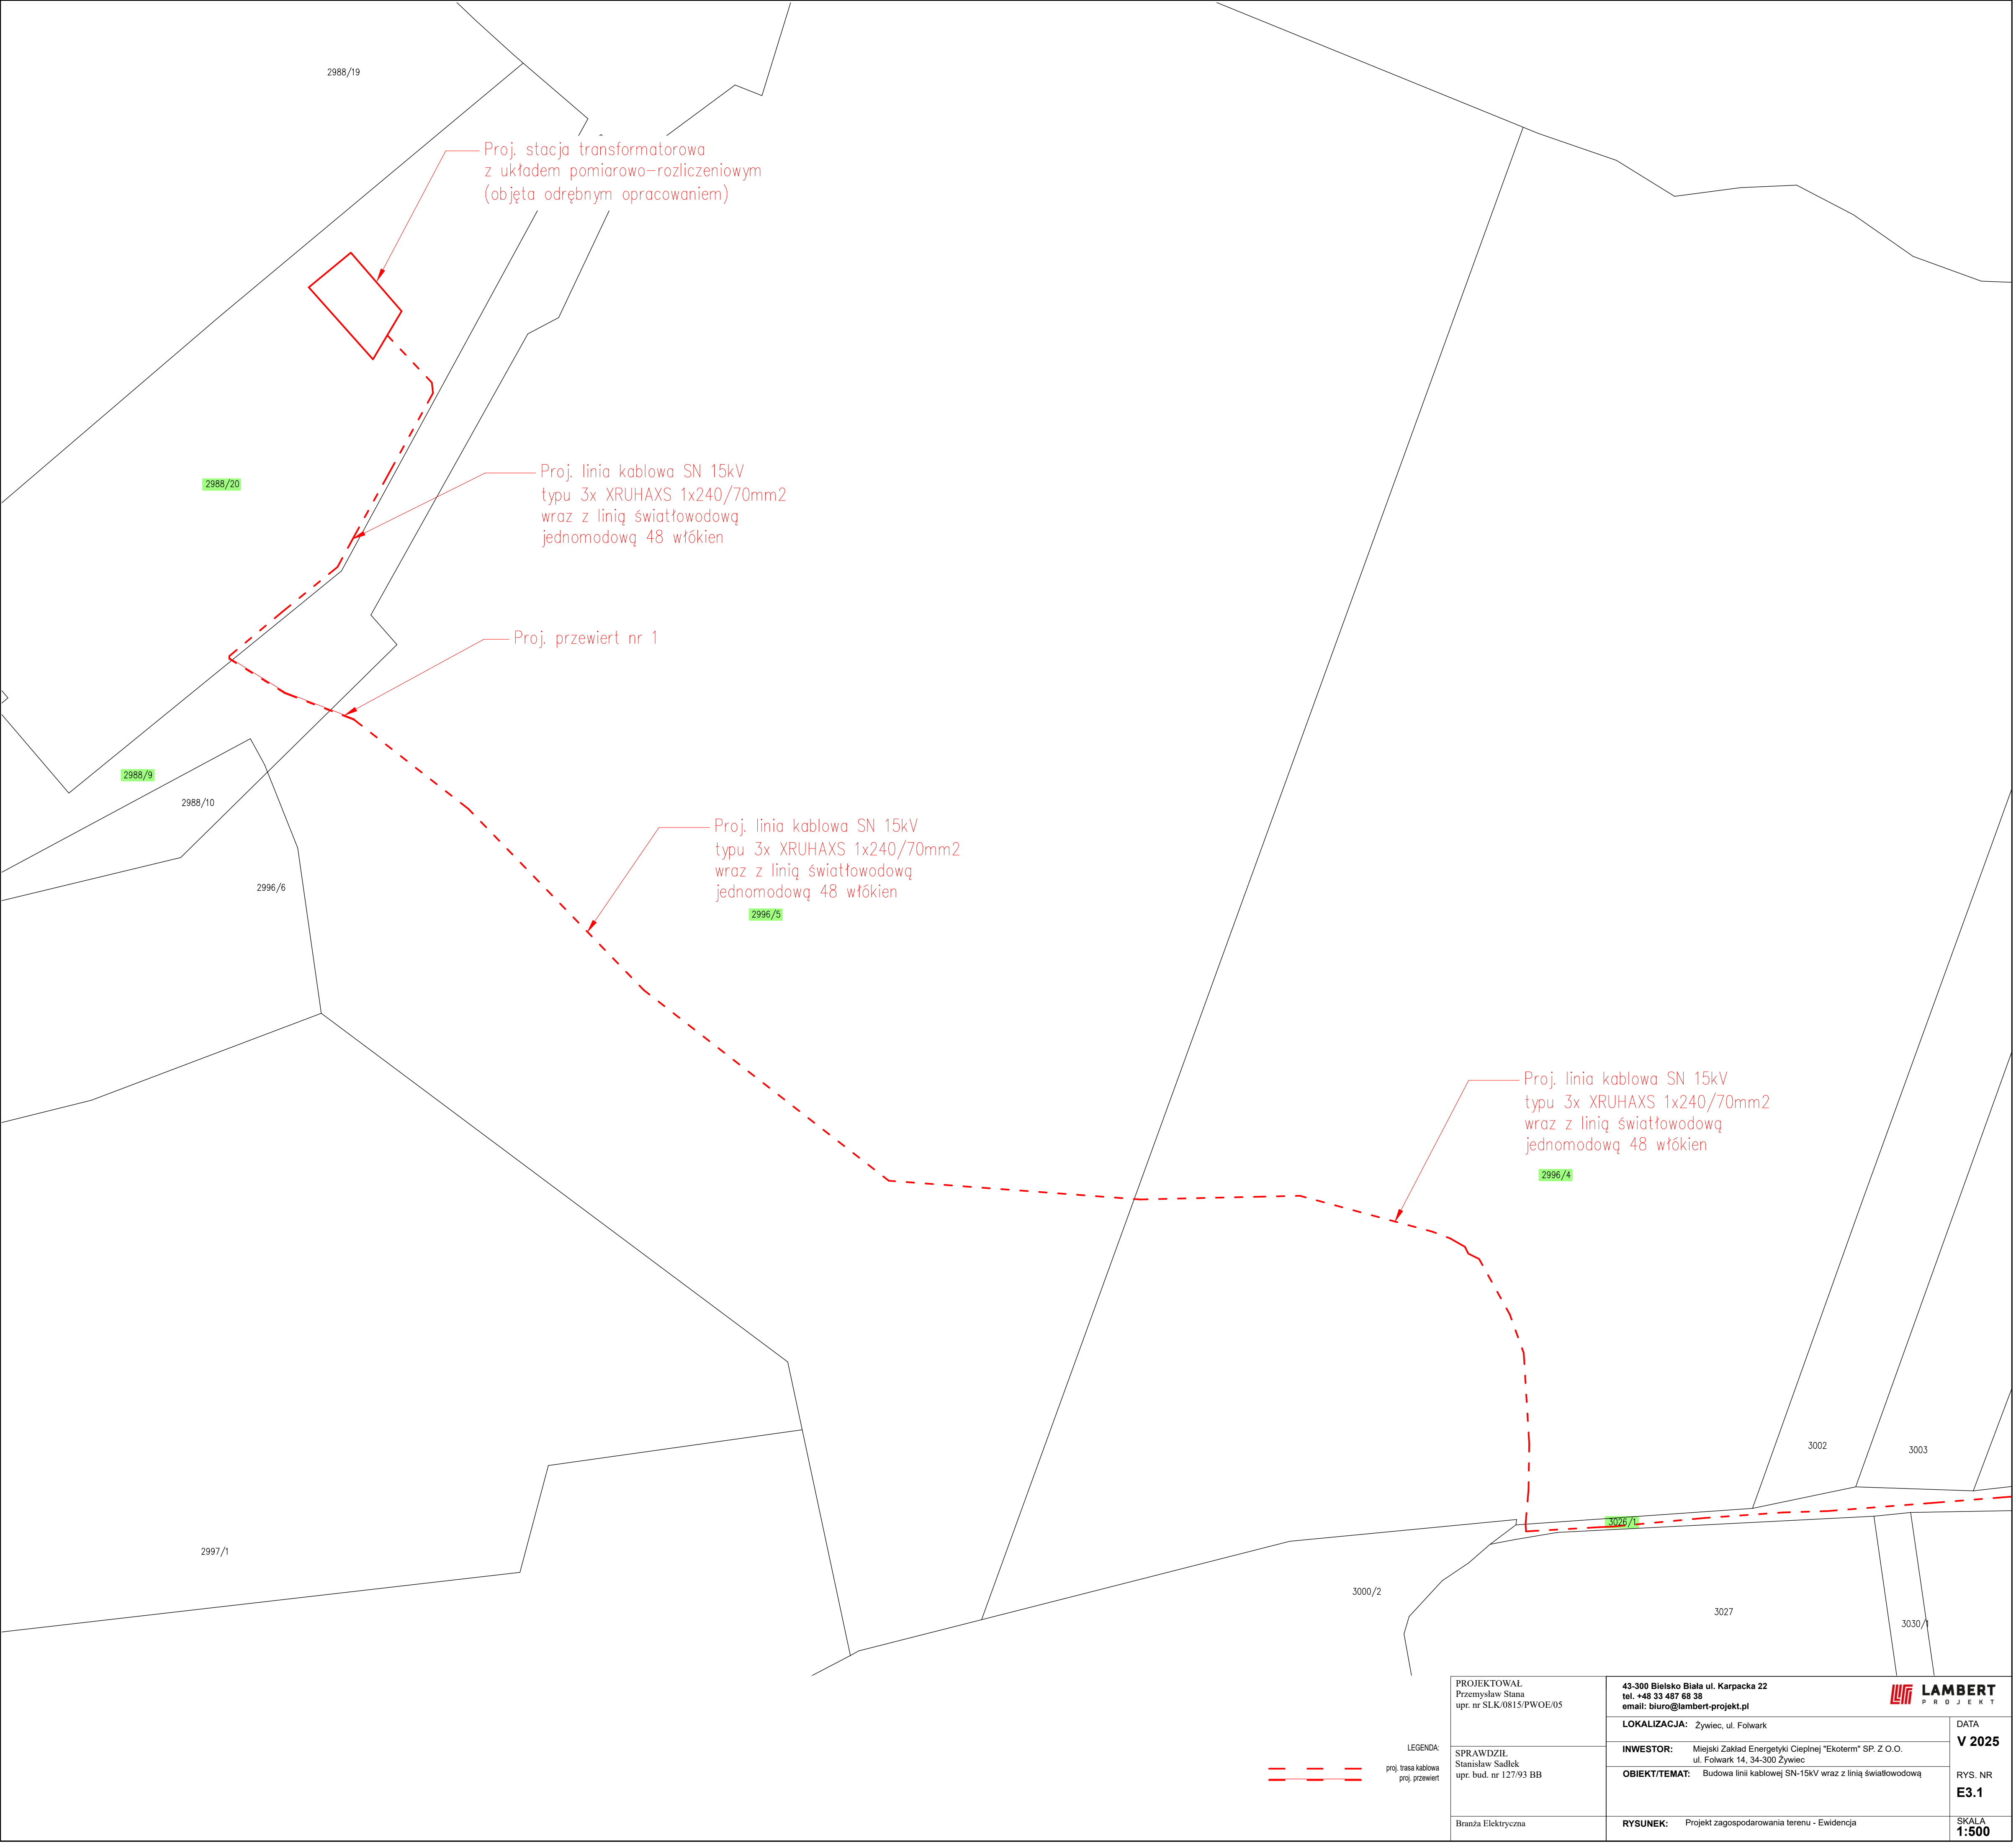 2988/19
Proj. stacja transformatorowa
z układem pomiarowo-rozliczeniowym
(objęta odrębnym opracowaniem)
Proj. linia kablowa SN 15kV
typu 3x XRUHAXS 1x240/70mm2
wraz z linią światłowodową
jednomodową 48 włókien
2988/20
Proj. przewiert nr 1
2988/9
2988/10
Proj. linia kablowa SN 15kV
typu 3x XRUHAXS 1x240/70mm2
wraz z linią światłowodową
jednomodową 48 włókien
2996/6
2996/5
Proj. linia kablowa SN 15kV
typu 3x XRUHAXS 1x240/70mm2
wraz z linią światłowodową
jednomodową 48 włókien
2996/4
3002
3003
3026/1
2997/1
3000/2
3027
3030/1
LEGENDA:
proj. trasa kablowa
proj. przewiert
PROJEKTOWAŁ
Przemysław Stana
upr. nr SLK/0815/PWOE/05
SPRAWDZIŁ
Stanisław Sadłek
upr. bud. nr 127/93 BB
Branża Elektryczna
43-300 Bielsko Biała ul. Karpacka 22
tel. +48 33 487 68 38
email: biuro@lambert-projekt.pl
LAMBERT
PROJEKT
LOKALIZACJA: Żywiec, ul. Folwark
INWESTOR: Miejski Zakład Energetyki Cieplnej "Ekoterm" SP. Z O.O.
ul. Folwark 14, 34-300 Żywiec
OBIEKT/TEMAT: Budowa linii kablowej SN-15kV wraz z linią światłowodową
RYSUNEK: Projekt zagospodarowania terenu - Ewidencja
DATA
V 2025
RYS. NR
E3.1
SKALA
1:500